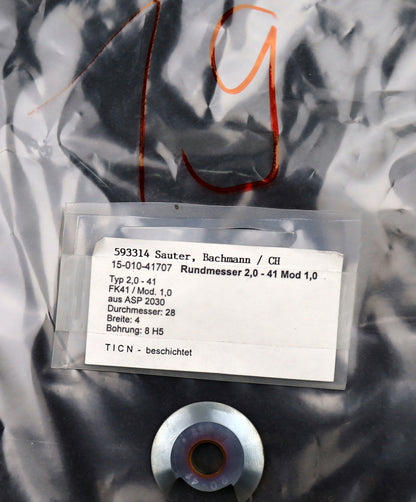 19
593314 Sauter, Bachmann / CH
15-010-41707 Rundmesser 2,0 - 41 Mod 1,0
Typ 2,0 - 41
FK41 / Mod. 1,0
aus ASP 2030
Durchmesser: 28
Breite: 4
Bohrung: 8 H5
TICN - beschichtet